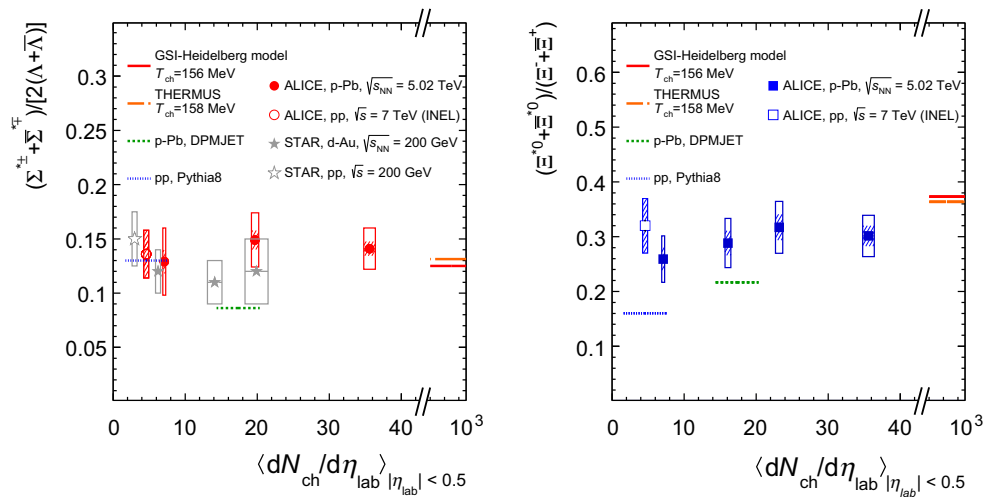 (Σ*± + Σ̅*∓)/[2(Λ+Λ̅)]
0.3
0.25
0.2
0.15
0.1
0.05
GSI-Heidelberg model
T_ch=156 MeV
THERMUS
T_ch=158 MeV
p-Pb, DPMJET
pp, Pythia8
ALICE, p-Pb, √s_NN = 5.02 TeV
ALICE, pp, √s = 7 TeV (INEL)
STAR, d-Au, √s_NN = 200 GeV
STAR, pp, √s = 200 GeV
0 10 20 30 40 10³
⟨dN_ch/dη_lab⟩_|η_lab| < 0.5
(Ξ*0 + Ξ̅*0)/(Ξ⁻ + Ξ̅⁺)
0.6
0.5
0.4
0.3
0.2
0.1
GSI-Heidelberg model
T_ch=156 MeV
THERMUS
T_ch=158 MeV
p-Pb, DPMJET
pp, Pythia8
ALICE, p-Pb, √s_NN = 5.02 TeV
ALICE, pp, √s = 7 TeV (INEL)
0 10 20 30 40 10³
⟨dN_ch/dη_lab⟩_|η_lab| < 0.5